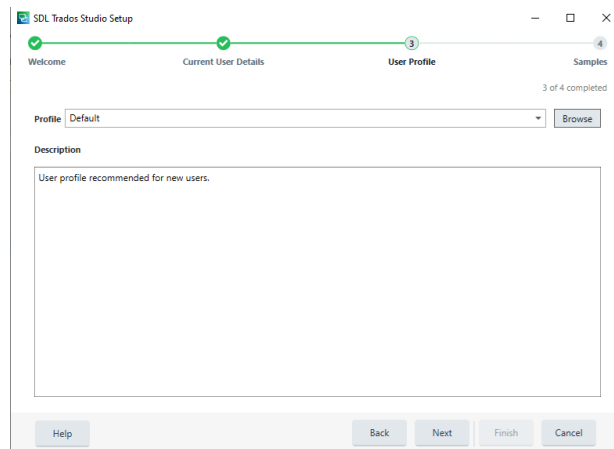 SDL Trados Studio Setup
3
4
Welcome
Current User Details
User Profile
Samples
3 of 4 completed
Profile Default Browse
Description
User profile recommended for new users.
Help Back Next Finish Cancel